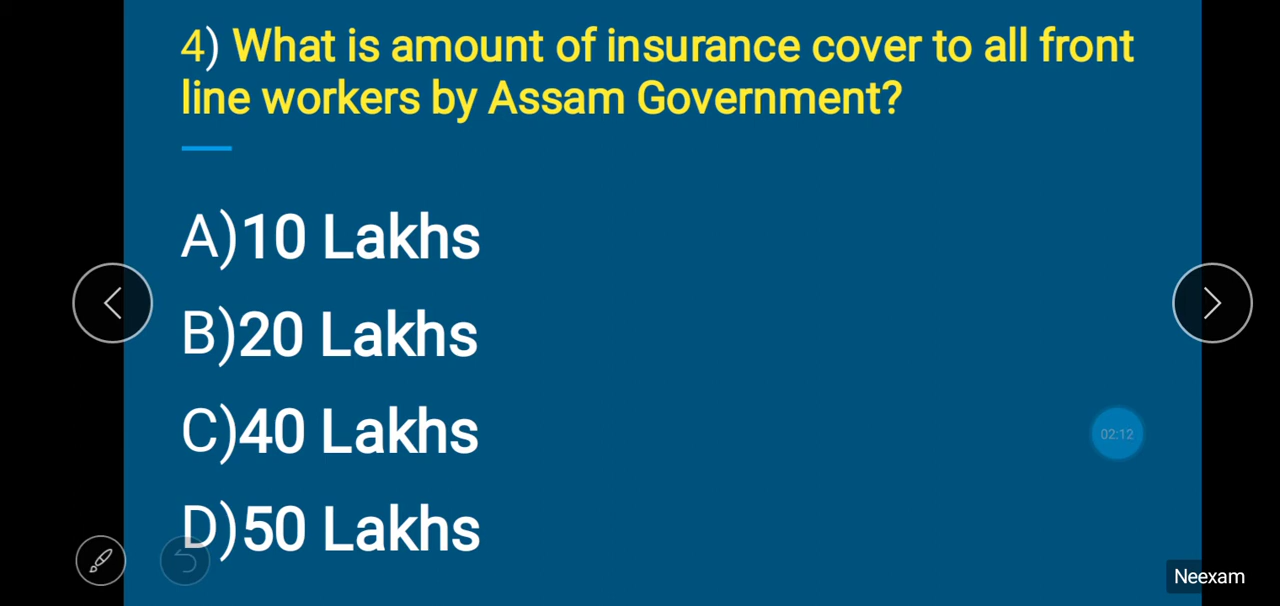 4) What is amount of insurance cover to all front
line workers by Assam Government?
A)10 Lakhs
B)20 Lakhs
C)40 Lakhs
02:12
D)50 Lakhs
Neexam